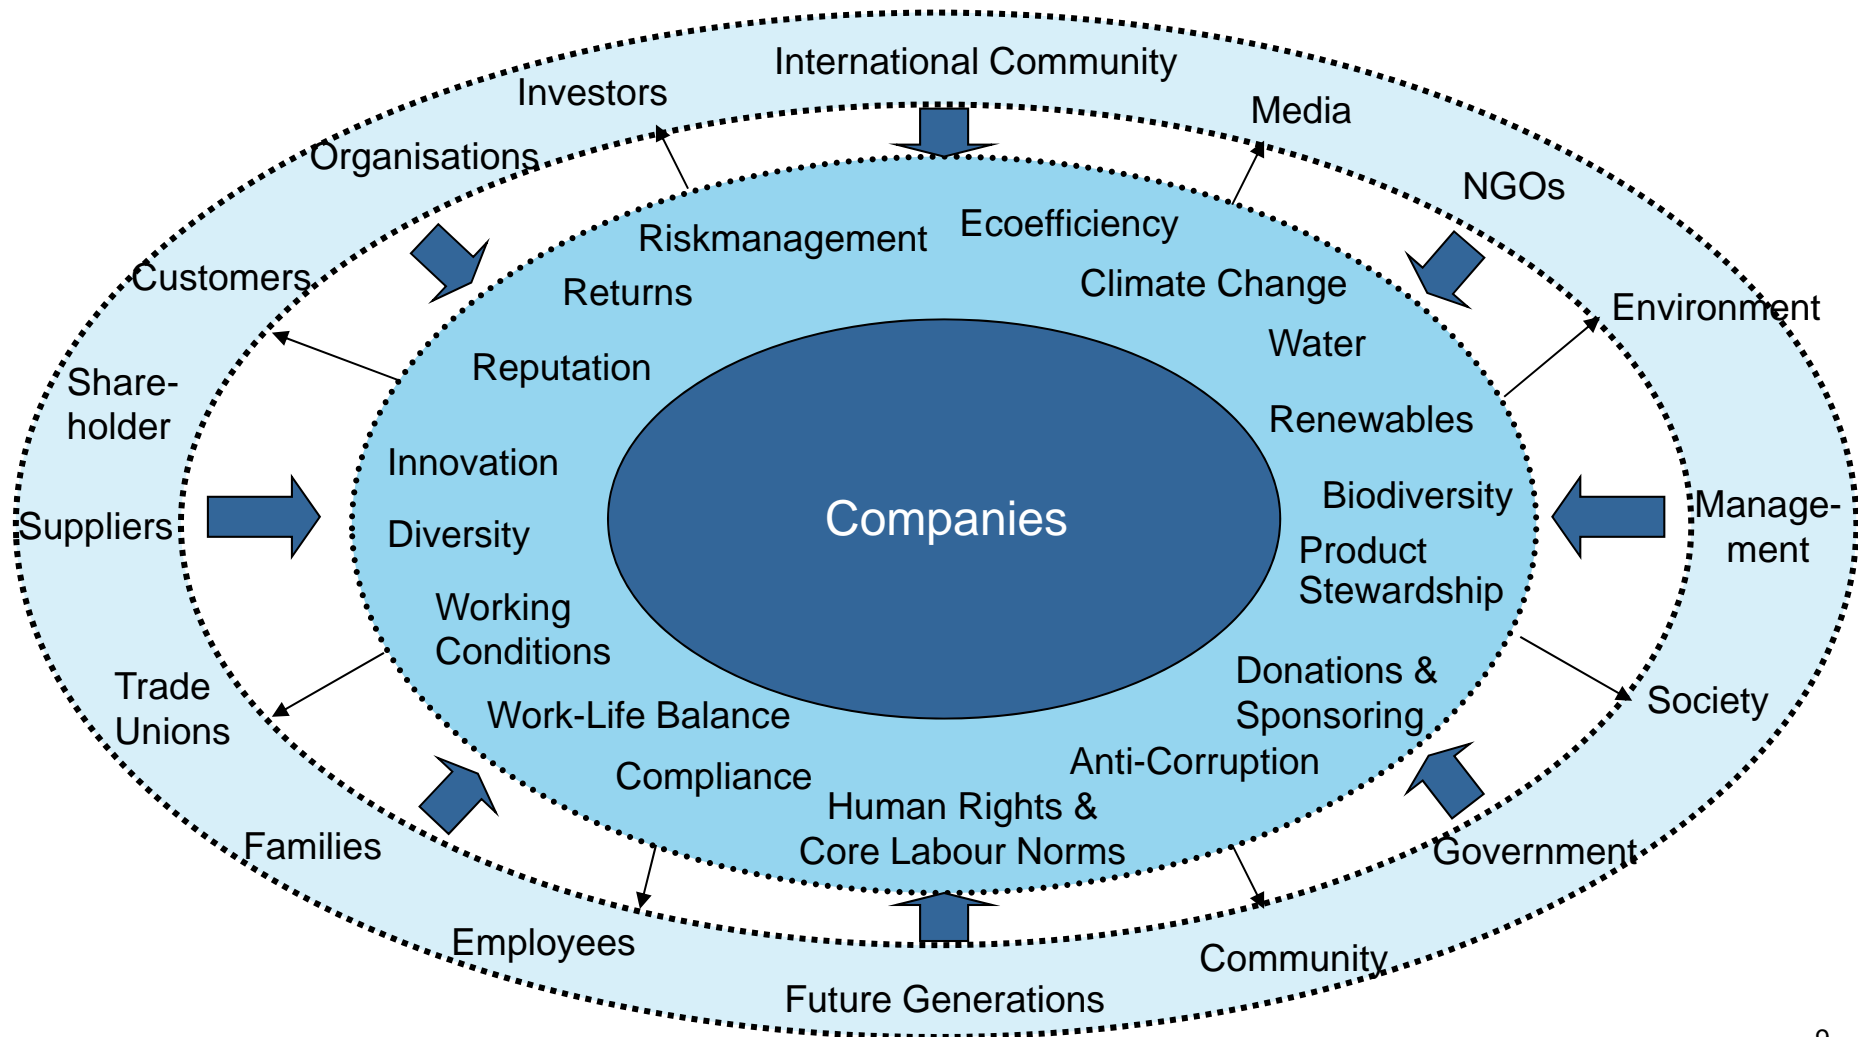 International Community
Investors
Media
Organisations
NGOs
Customers
Environment
Share-
holder
Suppliers
Manage-
ment
Trade
Unions
Society
Families
Government
Employees
Community
Future Generations
Riskmanagement
Ecoefficiency
Returns
Climate Change
Reputation
Water
Renewables
Innovation
Biodiversity
Diversity
Product
Stewardship
Working
Conditions
Donations &
Sponsoring
Work-Life Balance
Anti-Corruption
Compliance
Human Rights &
Core Labour Norms
Companies